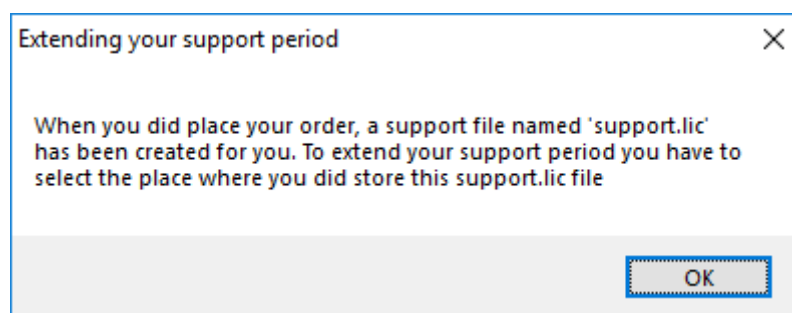 Extending your support period
When you did place your order, a support file named 'support.lic'
has been created for you. To extend your support period you have to
select the place where you did store this support.lic file
OK